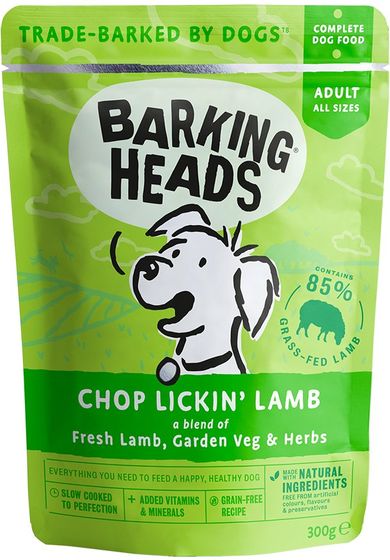 TRADE-BARKED BY DOGS™
COMPLETE
DOG FOOD
ADULT
ALL SIZES
BARKING
HEADS®
CONTAINS
85%
GRASS-FED LAMB
CHOP LICKIN' LAMB
a blend of
Fresh Lamb, Garden Veg & Herbs
EVERYTHING YOU NEED TO FEED A HAPPY, HEALTHY DOG
SLOW COOKED
TO PERFECTION
+ ADDED VITAMINS
& MINERALS
GRAIN-FREE
RECIPE
MADE WITH NATURAL
INGREDIENTS
FREE FROM artificial
colours, flavours
& preservatives
300g e